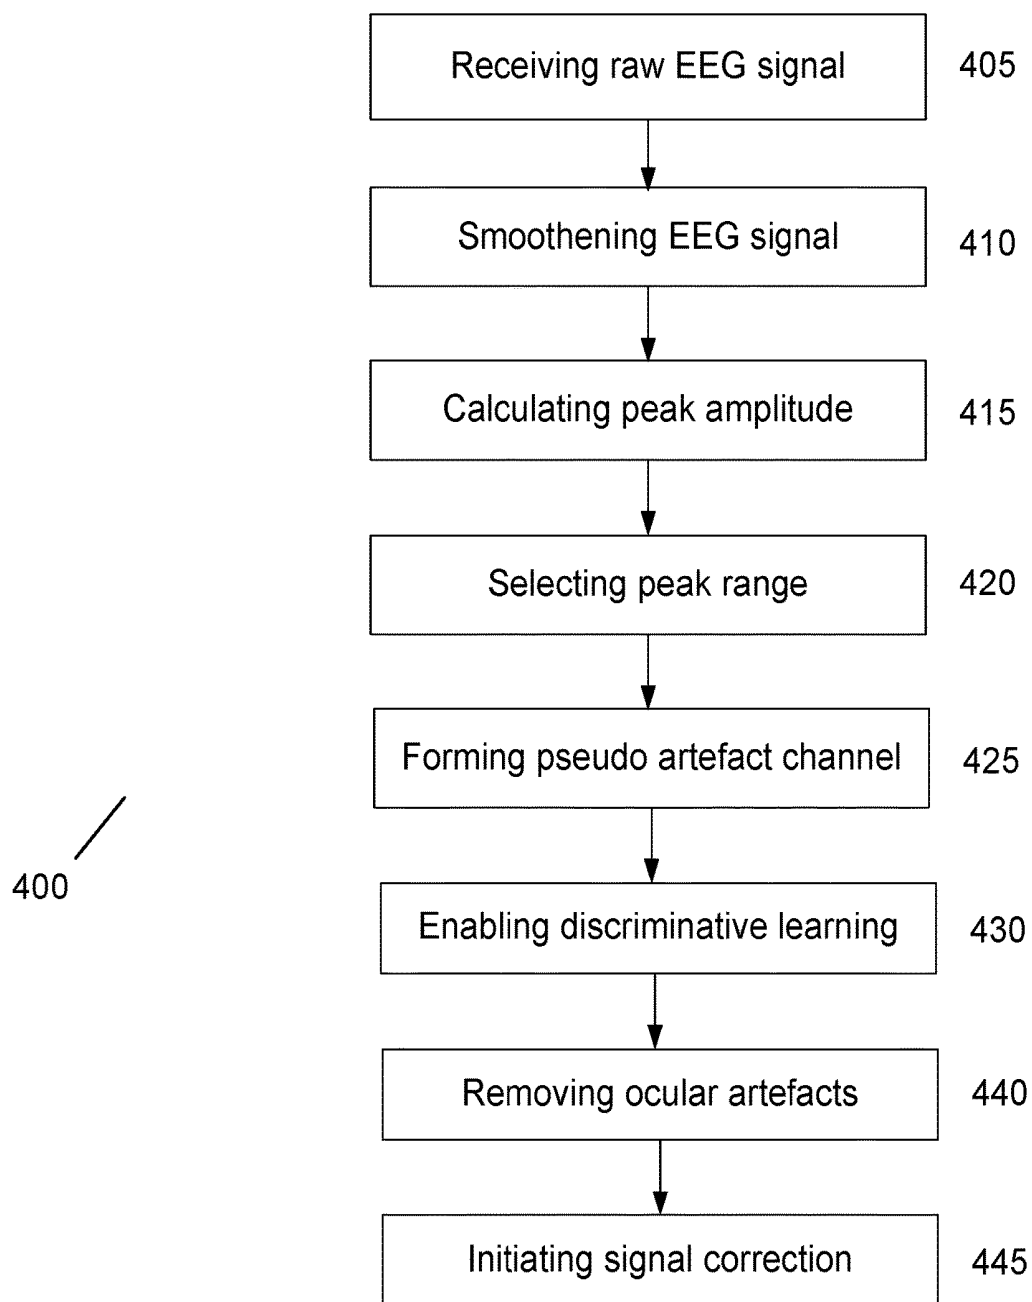 Receiving raw EEG signal 405
Smoothening EEG signal 410
Calculating peak amplitude 415
Selecting peak range 420
Forming pseudo artefact channel 425
400
Enabling discriminative learning 430
Removing ocular artefacts 440
Initiating signal correction 445